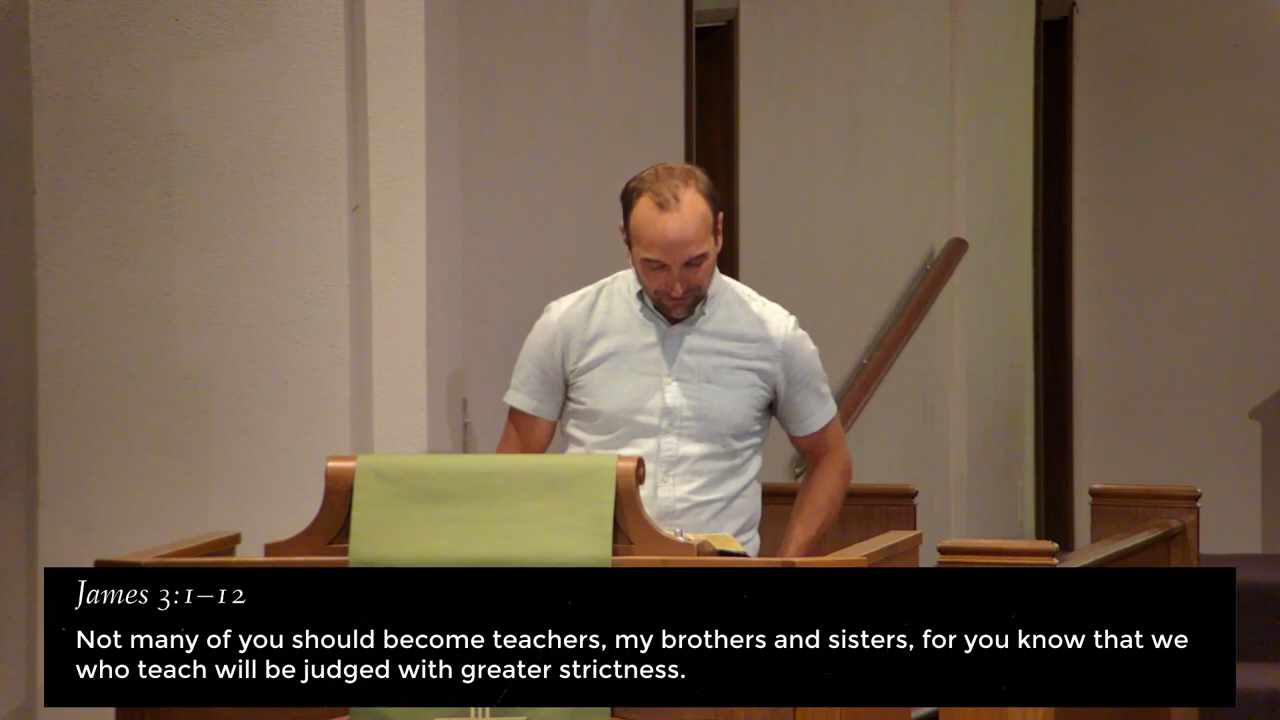 James 3:1–12
Not many of you should become teachers, my brothers and sisters, for you know that we
who teach will be judged with greater strictness.